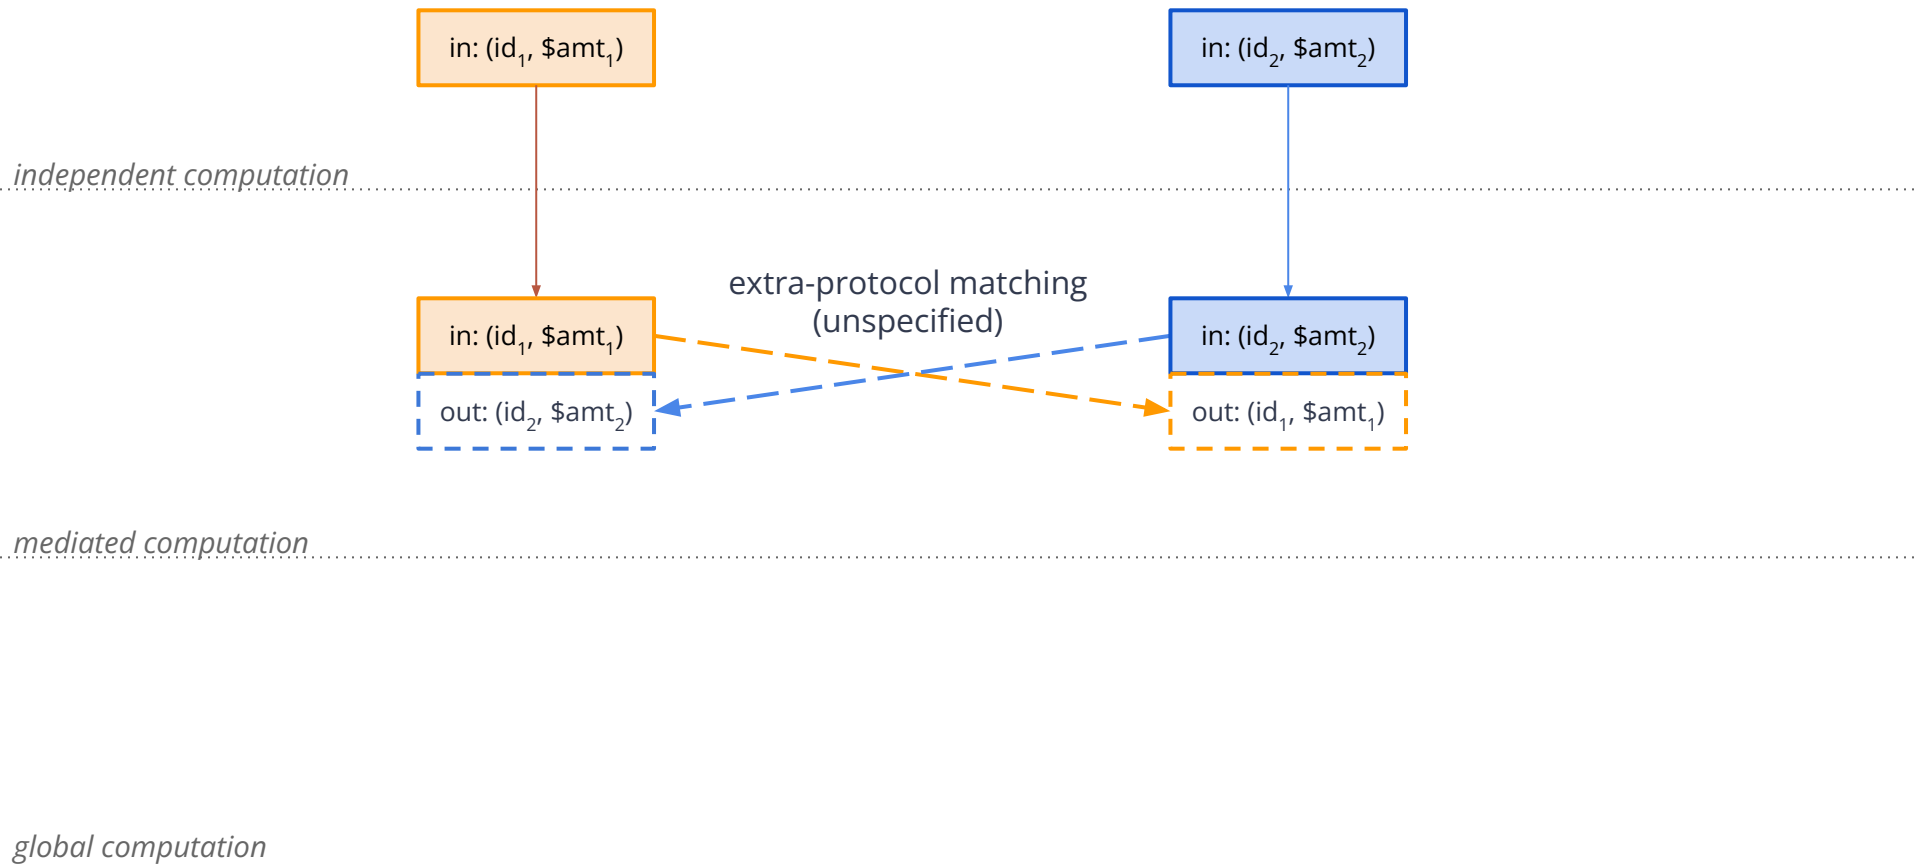 in: (id₁, $amt₁)
in: (id₂, $amt₂)
independent computation
extra-protocol matching
(unspecified)
in: (id₁, $amt₁)
in: (id₂, $amt₂)
out: (id₂, $amt₂)
out: (id₁, $amt₁)
mediated computation
global computation